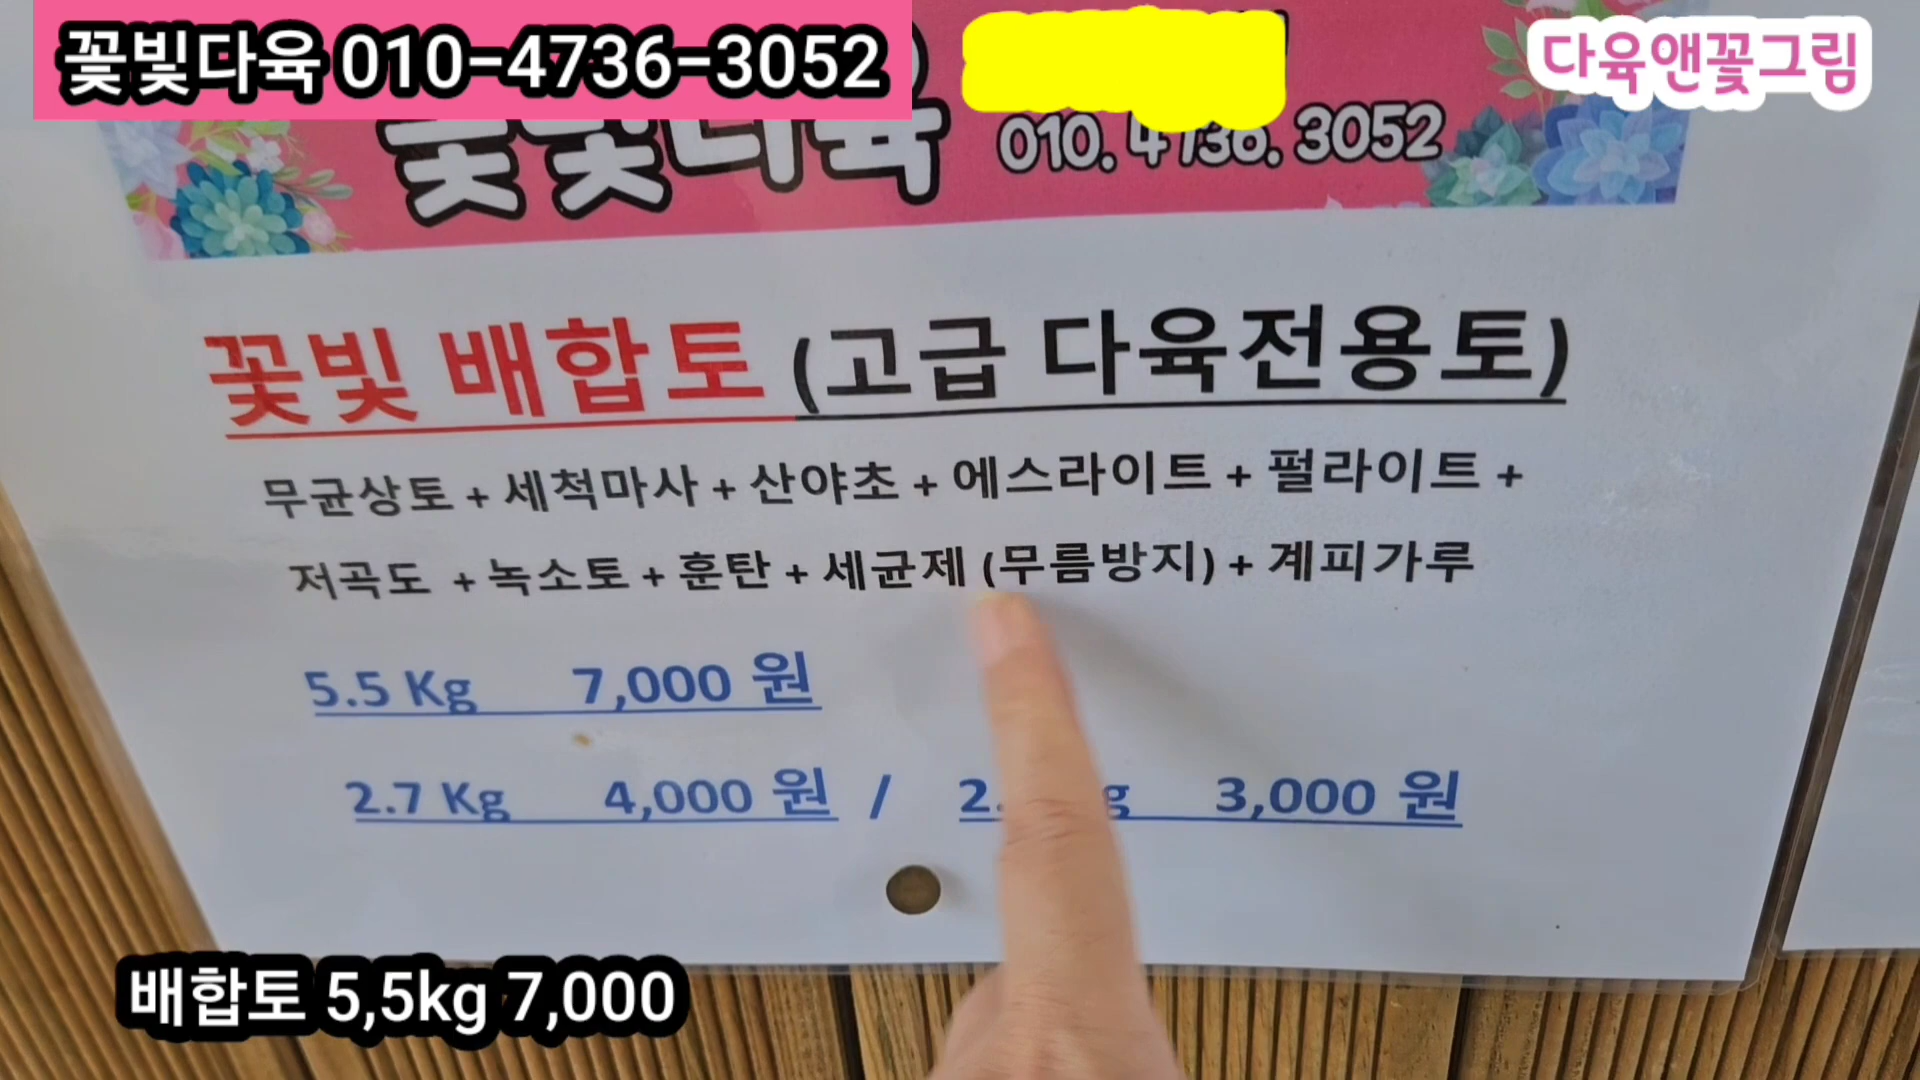 꽃빛다육 010-4736-3052
다육앤꽃그림
꽃빛다육 010. 4736. 3052
꽃빛 배합토 (고급 다육전용토)
무균상토 + 세척마사 + 산야초 + 에스라이트 + 펄라이트 +
저곡도 + 녹소토 + 훈탄 + 세균제 (무름방지) + 계피가루
5.5 Kg 7,000 원
2.7 Kg 4,000 원 / 3,000 원
배합토 5,5kg 7,000